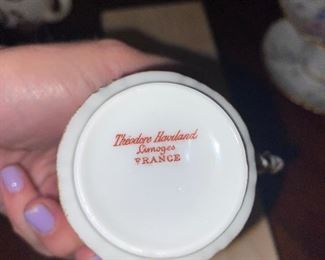 Théodore Haviland
Limoges
FRANCE